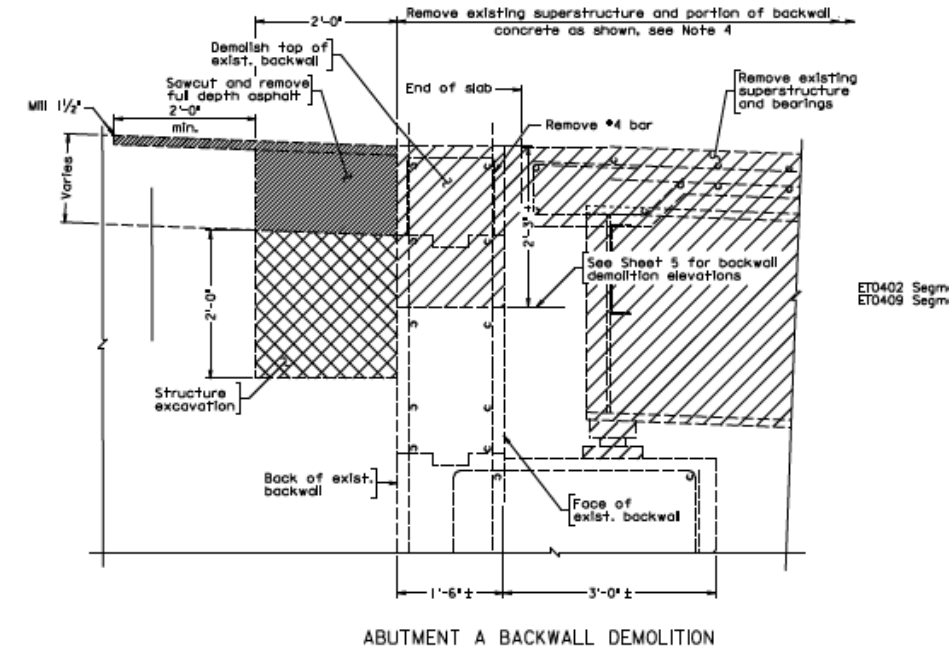 2'-0"
Remove existing superstructure and portion of backwall
concrete as shown, see Note 4
Demolish top of
exist. backwall
Sawcut and remove
full depth asphalt
End of slab
Remove existing
superstructure
and bearings
Mill 1½"
2'-0"
min.
Remove #4 bar
Varies
2'-3" ±
See Sheet 5 for backwall
demolition elevations
2'-0"
ET0402 Segm
ET0409 Segm
Structure
excavation
Back of exist.
backwall
Face of
exist. backwall
1'-6" ±
3'-0" ±
ABUTMENT A BACKWALL DEMOLITION